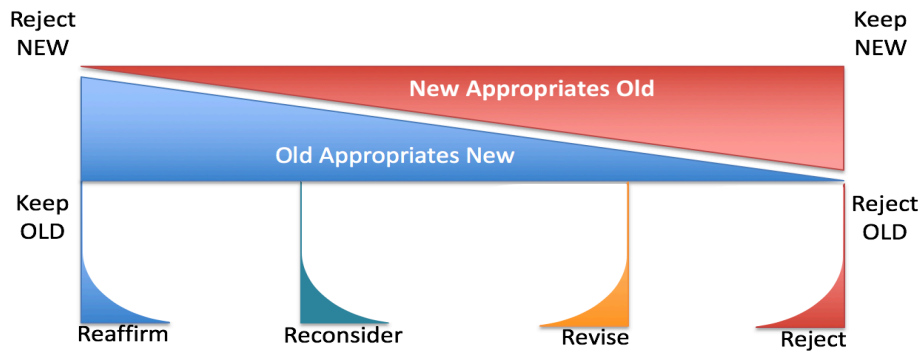 Reject
NEW
Keep
NEW
New Appropriates Old
Old Appropriates New
Keep
OLD
Reject
OLD
Reaffirm
Reconsider
Revise
Reject